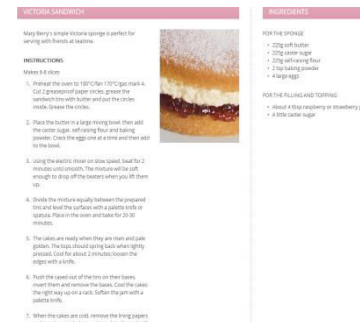 VICTORIA SANDWICH
Mary Berry's simple Victoria sponge is perfect for
serving with friends at teatime.
INSTRUCTIONS
Makes 6-8 slices
1. Preheat the oven to 180°C/fan 170°C/gas mark 4.
Cut 2 greaseproof paper circles, grease the
sandwich tins with butter and put the circles
inside. Grease the circles.
2. Place the butter in a large mixing bowl, then add
the caster sugar, self-raising flour and baking
powder. Crack the eggs one at a time and then add
to the bowl.
3. Using the electric mixer on slow speed, beat for 2
minutes until smooth. The mixture will be soft
enough to drop off the beaters when you lift them
up.
4. Divide the mixture equally between the prepared
tins and level the surfaces with a palette knife or
spatula. Place in the oven and bake for 20-30
minutes.
5. The cakes are ready when they are risen and pale
golden. The tops should spring back when lightly
pressed. Cool for about 2 minutes; loosen the
edges with a knife.
6. Push the caked out of the tins on their bases,
invert them and remove the bases. Cool the cakes
the right way up on a rack. Soften the jam with a
palette knife.
7. When the cakes are cold, remove the lining papers
INGREDIENTS
FOR THE SPONGE
• 225g soft butter
• 225g caster sugar
• 225g self-raising flour
• 2 tsp baking powder
• 4 large eggs
FOR THE FILLING AND TOPPING
• About 4 tbsp raspberry or strawberry
• A little caster sugar